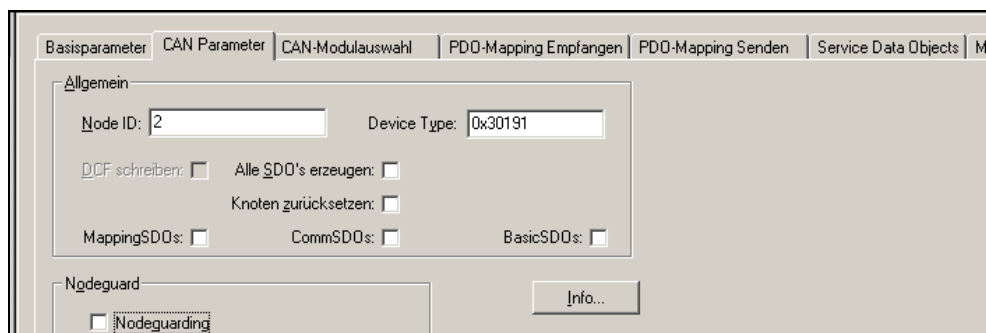 Basisparameter CAN Parameter CAN-Modulauswahl PDO-Mapping Empfangen PDO-Mapping Senden Service Data Objects M
Allgemein
Node ID: 2 Device Type: 0x30191
DCF schreiben: Alle SDO's erzeugen:
Knoten zurücksetzen:
MappingSDOs: CommSDOs: BasicSDOs:
Nodeguard
Info...
Nodeguarding